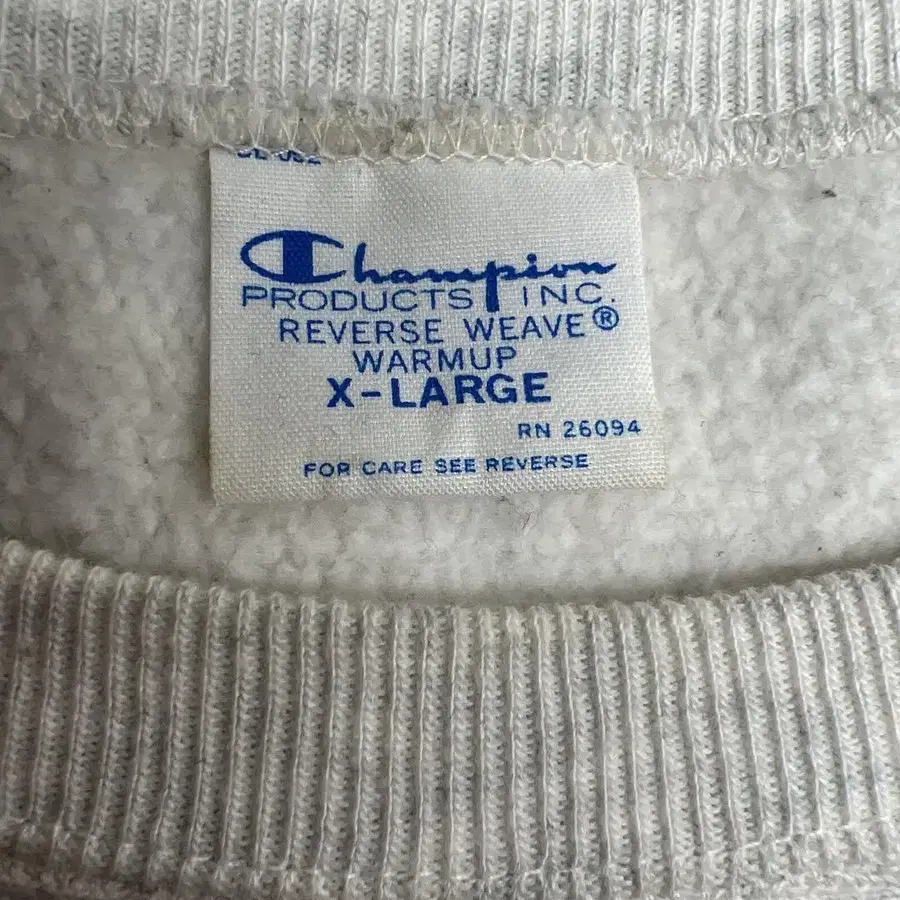 Champion
PRODUCTS INC.
REVERSE WEAVE®
WARMUP
X-LARGE
RN 26094
FOR CARE SEE REVERSE